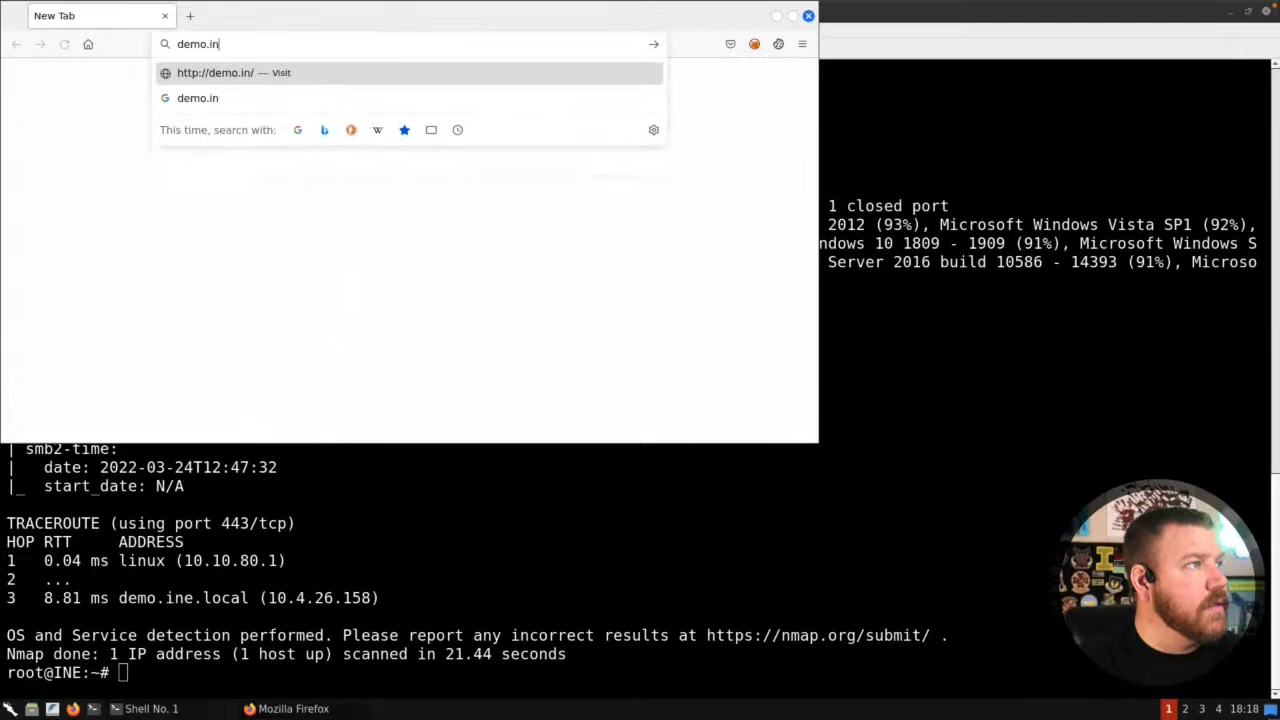 New Tab
demo.in
http://demo.in/ — Visit
demo.in
This time, search with:
1 closed port
2012 (93%), Microsoft Windows Vista SP1 (92%),
ndows 10 1809 - 1909 (91%), Microsoft Windows S
Server 2016 build 10586 - 14393 (91%), Microso
| smb2-time:
|   date: 2022-03-24T12:47:32
|_  start_date: N/A
TRACEROUTE (using port 443/tcp)
HOP RTT     ADDRESS
1   0.04 ms linux (10.10.80.1)
2   ...
3   8.81 ms demo.ine.local (10.4.26.158)
OS and Service detection performed. Please report any incorrect results at https://nmap.org/submit/ .
Nmap done: 1 IP address (1 host up) scanned in 21.44 seconds
root@INE:~#
Shell No. 1
Mozilla Firefox
1 2 3 4 18:18